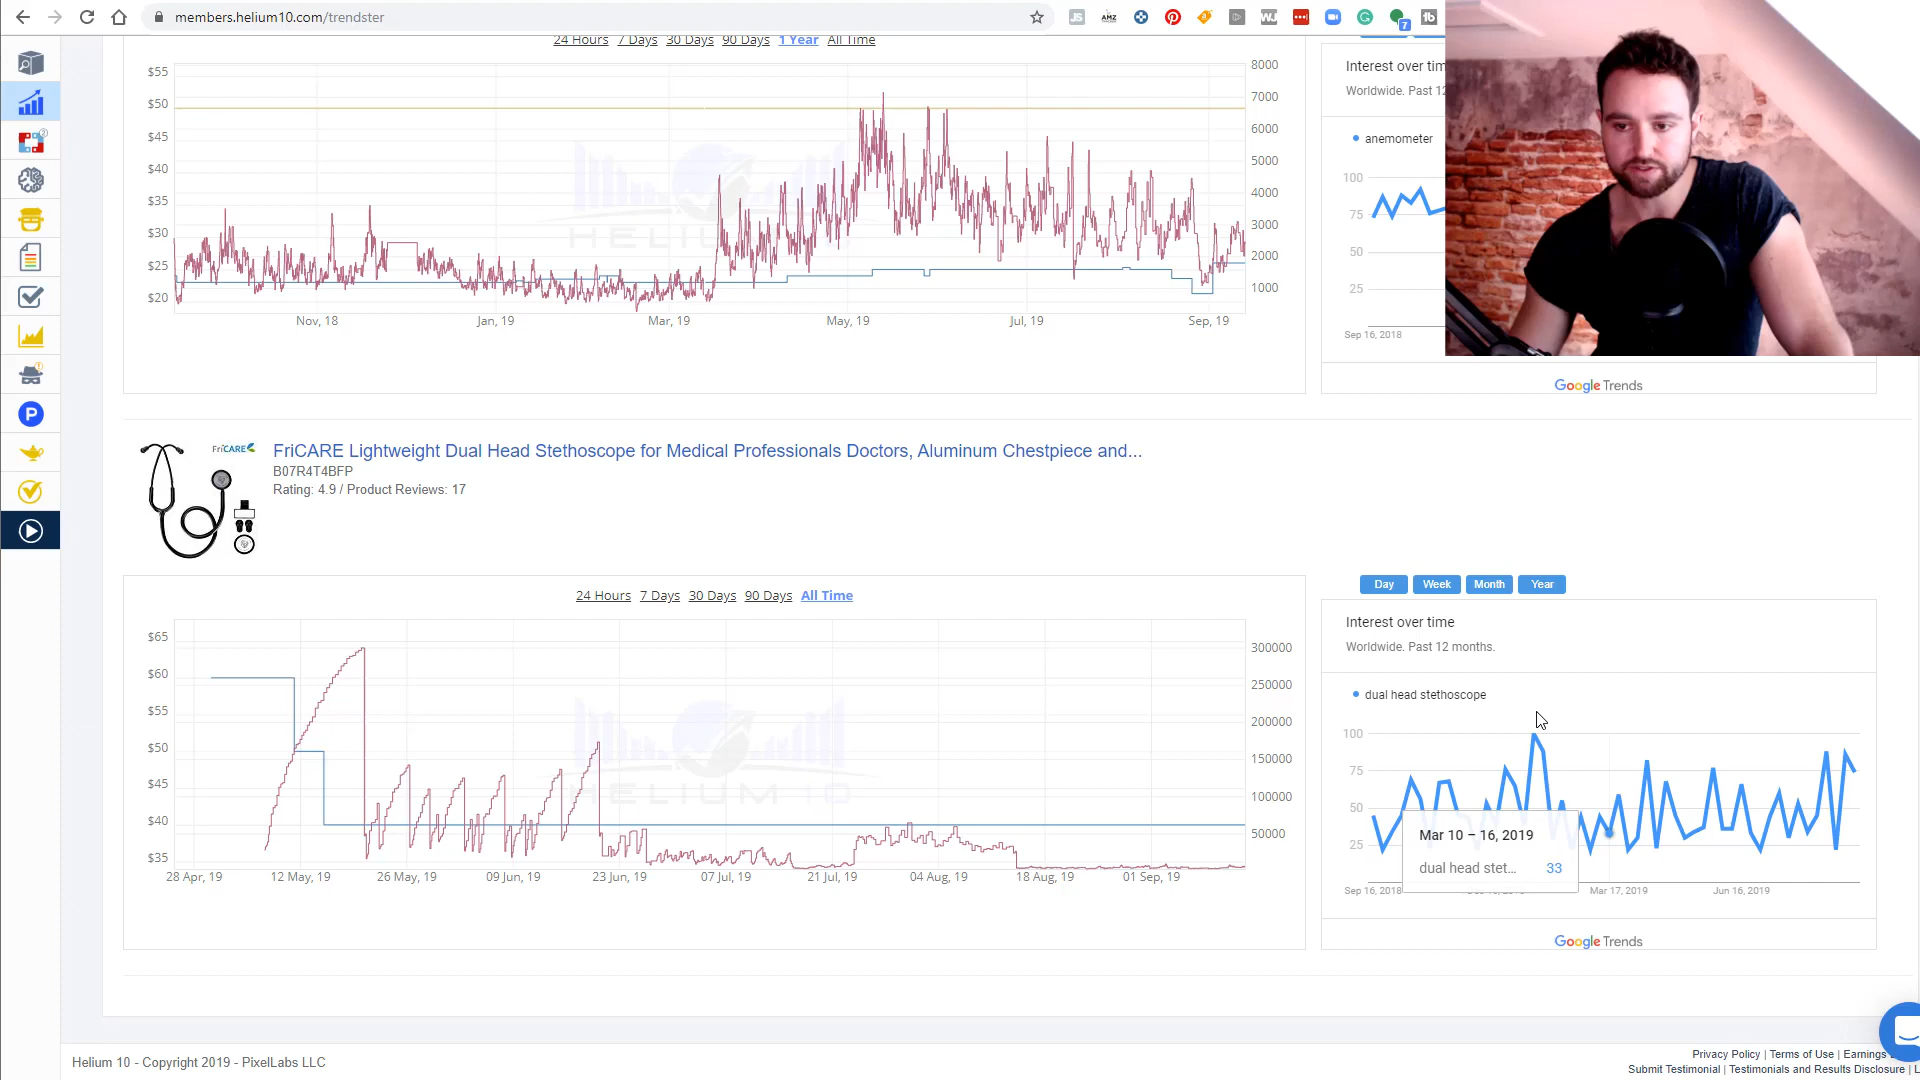 members.helium10.com/trendster
JS
AMZ
WJ
7
24 Hours 7 Days 30 Days 90 Days 1 Year All Time
$55
$50
$45
$40
$35
$30
$25
$20
8000
7000
6000
5000
4000
3000
2000
1000
HELIUM
Nov, 18 Jan, 19 Mar, 19 May, 19 Jul, 19 Sep, 19
Interest over tim
Worldwide. Past 12
anemometer
100
75
50
25
Sep 16, 2018
Google Trends
FriCARE
FriCARE Lightweight Dual Head Stethoscope for Medical Professionals Doctors, Aluminum Chestpiece and...
B07R4T4BFP
Rating: 4.9 / Product Reviews: 17
24 Hours 7 Days 30 Days 90 Days All Time
$65
$60
$55
$50
$45
$40
$35
300000
250000
200000
150000
100000
50000
HELIUM 10
28 Apr, 19 12 May, 19 26 May, 19 09 Jun, 19 23 Jun, 19 07 Jul, 19 21 Jul, 19 04 Aug, 19 18 Aug, 19 01 Sep, 19
Day Week Month Year
Interest over time
Worldwide. Past 12 months.
dual head stethoscope
100
75
50
25
Mar 10 – 16, 2019
dual head stet... 33
Sep 16, 2018 Mar 17, 2019 Jun 16, 2019
Google Trends
Helium 10 - Copyright 2019 - PixelLabs LLC
Privacy Policy | Terms of Use | Earnings
Submit Testimonial | Testimonials and Results Disclosure | L